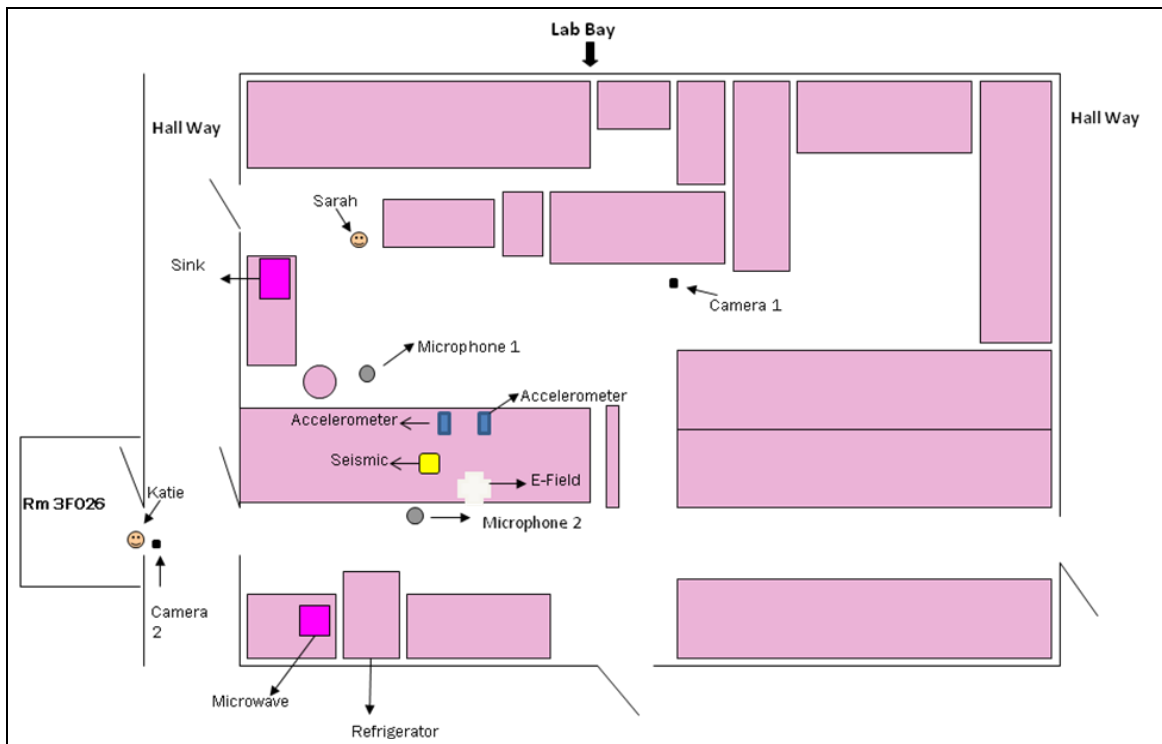 Lab Bay
Hall Way
Hall Way
Sarah
Sink
Camera 1
Microphone 1
Accelerometer
Accelerometer
Seismic
E-Field
Rm 3F026
Katie
Microphone 2
Camera
2
Microwave
Refrigerator